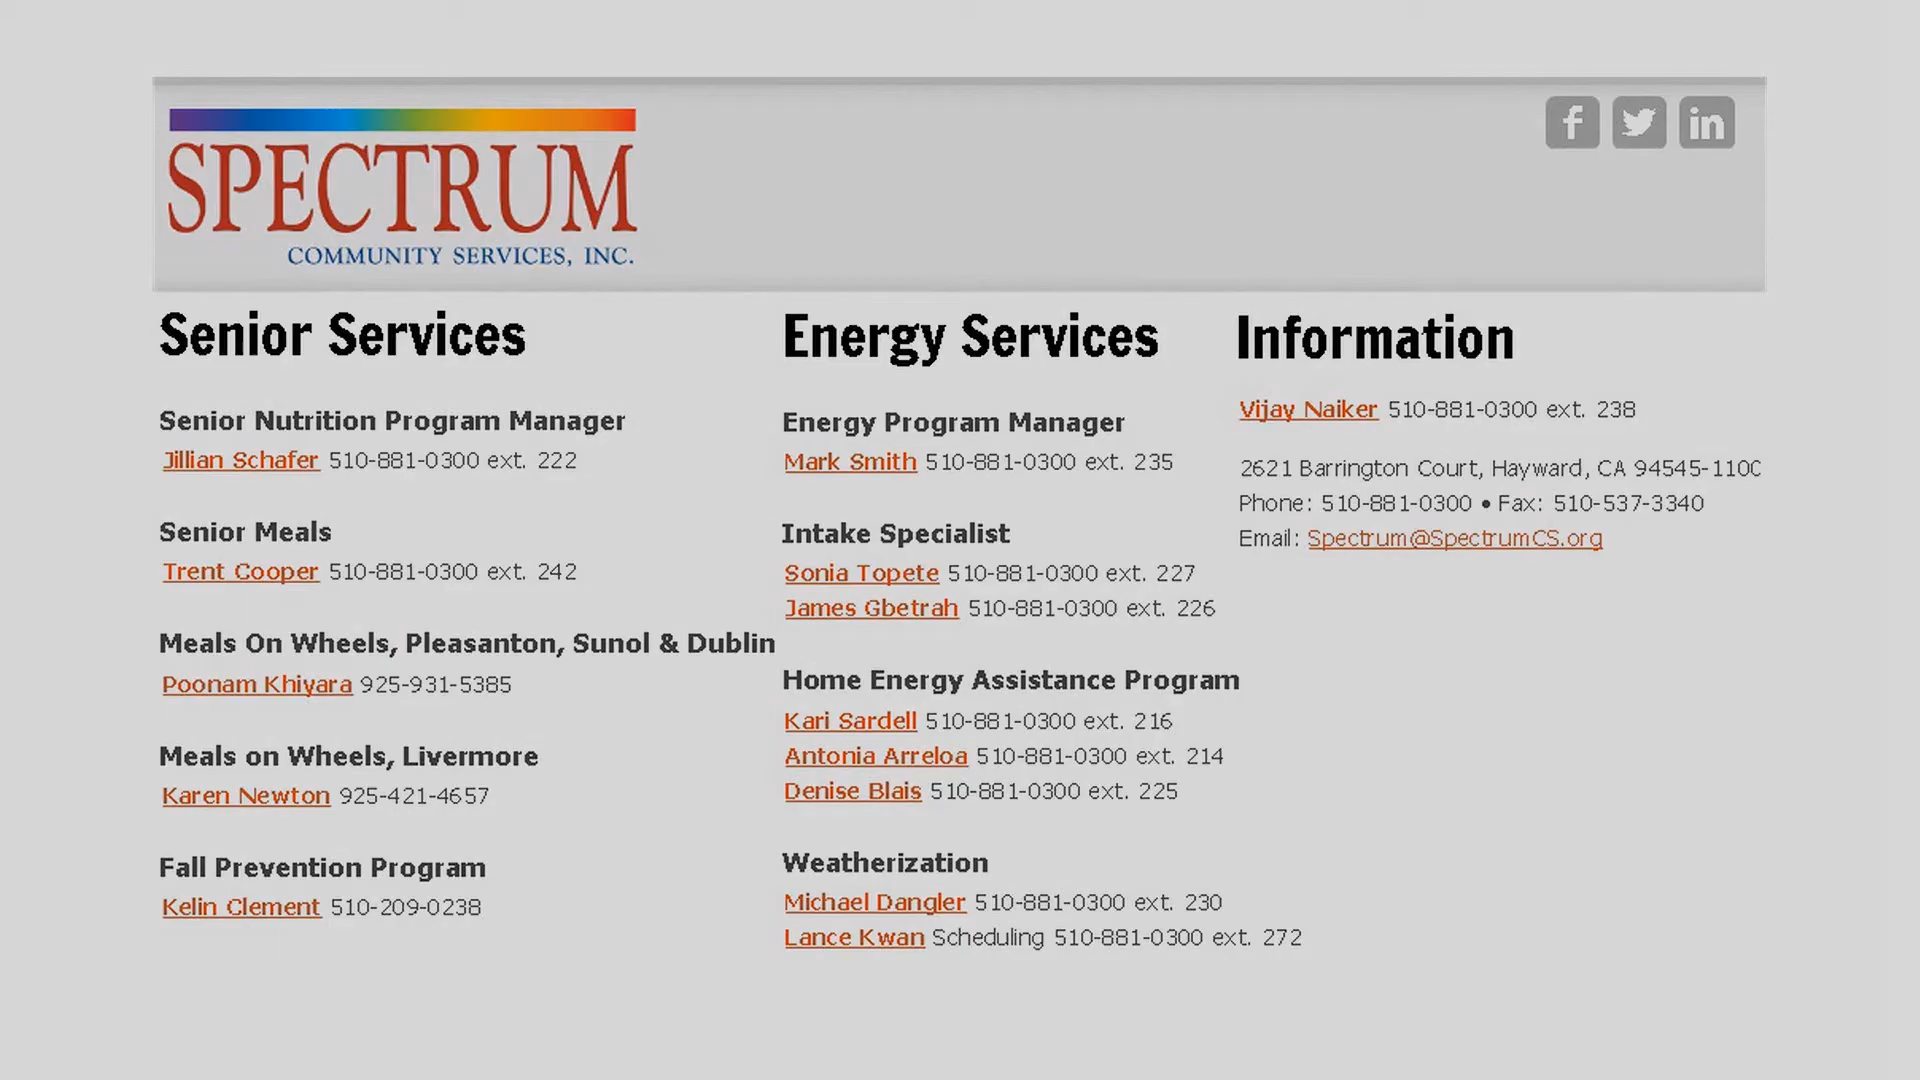 SPECTRUM
COMMUNITY SERVICES, INC.
Senior Services
Senior Nutrition Program Manager
Jillian Schafer 510-881-0300 ext. 222
Senior Meals
Trent Cooper 510-881-0300 ext. 242
Meals On Wheels, Pleasanton, Sunol & Dublin
Poonam Khiyara 925-931-5385
Meals on Wheels, Livermore
Karen Newton 925-421-4657
Fall Prevention Program
Kelin Clement 510-209-0238
Energy Services
Energy Program Manager
Mark Smith 510-881-0300 ext. 235
Intake Specialist
Sonia Topete 510-881-0300 ext. 227
James Gbetrah 510-881-0300 ext. 226
Home Energy Assistance Program
Kari Sardell 510-881-0300 ext. 216
Antonia Arreloa 510-881-0300 ext. 214
Denise Blais 510-881-0300 ext. 225
Weatherization
Michael Dangler 510-881-0300 ext. 230
Lance Kwan Scheduling 510-881-0300 ext. 272
Information
Vijay Naiker 510-881-0300 ext. 238
2621 Barrington Court, Hayward, CA 94545-1100
Phone: 510-881-0300 • Fax: 510-537-3340
Email: Spectrum@SpectrumCS.org